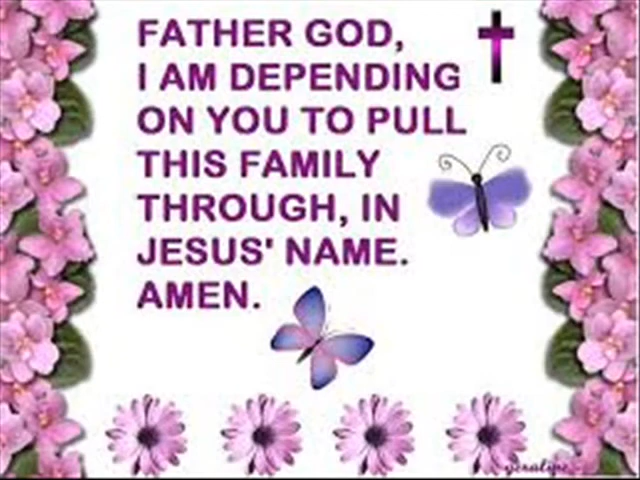 FATHER GOD,
I AM DEPENDING
ON YOU TO PULL
THIS FAMILY
THROUGH, IN
JESUS' NAME.
AMEN.